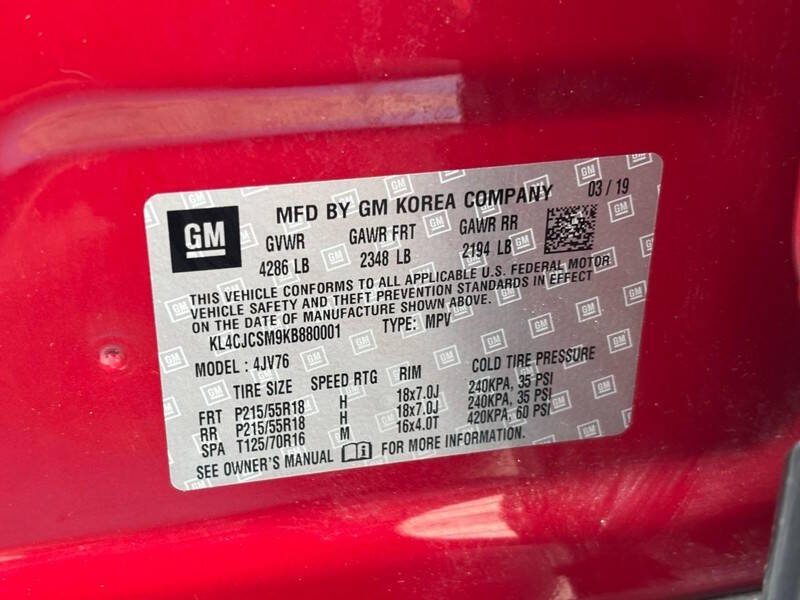 GM MFD BY GM KOREA COMPANY 03 / 19
GVWR GAWR FRT GAWR RR
4286 LB 2348 LB 2194 LB
THIS VEHICLE CONFORMS TO ALL APPLICABLE U.S. FEDERAL MOTOR
VEHICLE SAFETY AND THEFT PREVENTION STANDARDS IN EFFECT
ON THE DATE OF MANUFACTURE SHOWN ABOVE.
KL4CJCSM9KB880001 TYPE: MPV
MODEL : 4JV76
TIRE SIZE SPEED RTG RIM COLD TIRE PRESSURE
FRT P215/55R18 H 18x7.0J 240KPA, 35 PSI
RR P215/55R18 H 18x7.0J 240KPA, 35 PSI
SPA T125/70R16 M 16x4.0T 420KPA, 60 PSI
SEE OWNER'S MANUAL FOR MORE INFORMATION.